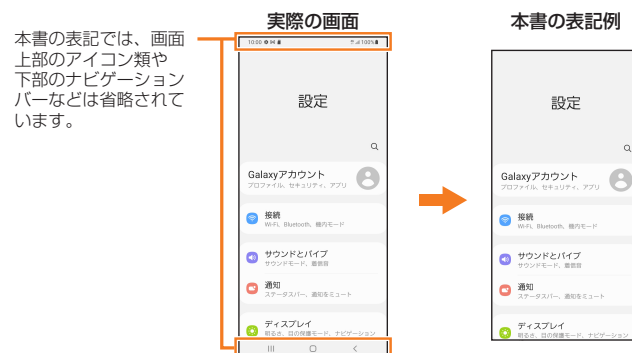 実際の画面
本書の表記例
本書の表記では、画面
上部のアイコン類や
下部のナビゲーション
バーなどは省略されて
います。
10:00
100%
設定
Galaxyアカウント
プロファイル、セキュリティ、アプリ
接続
Wi-Fi、Bluetooth、機内モード
サウンドとバイブ
サウンドモード、着信音
通知
ステータスバー、通知をミュート
ディスプレイ
明るさ、目の保護モード、ナビゲーション
設定
Galaxyアカウント
プロファイル、セキュリティ、アプリ
接続
Wi-Fi、Bluetooth、機内モード
サウンドとバイブ
サウンドモード、着信音
通知
ステータスバー、通知をミュート
ディスプレイ
明るさ、目の保護モード、ナビゲーション